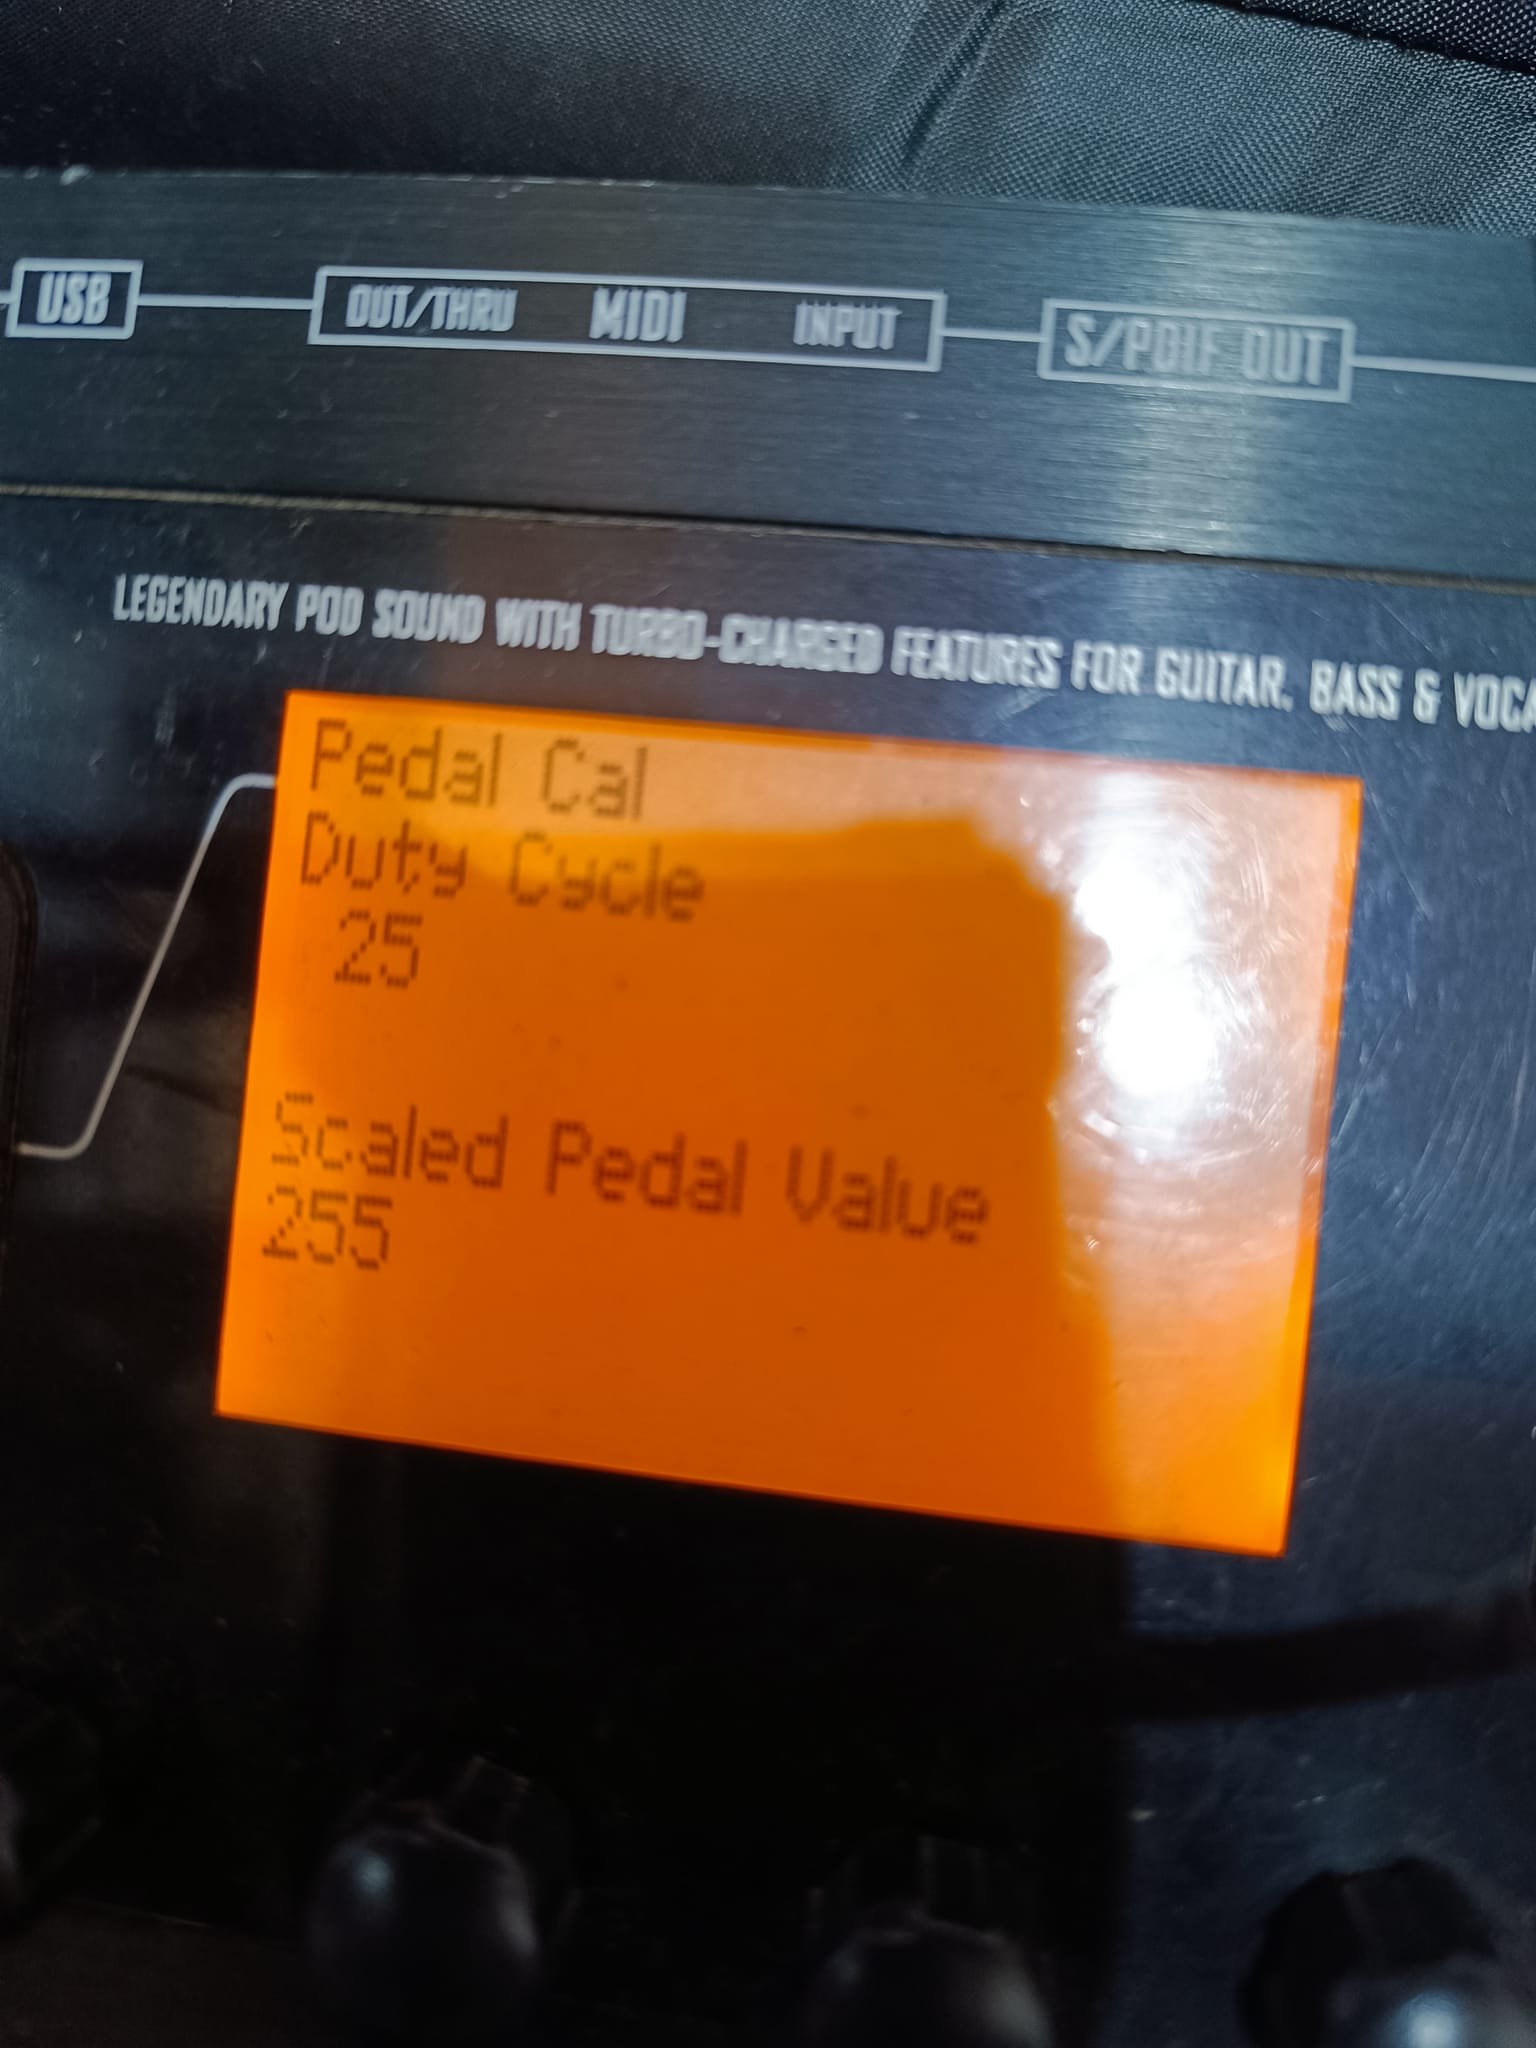 USB
OUT/THRU MIDI INPUT
S/PDIF OUT
LEGENDARY POD SOUND WITH TURBO-CHARGED FEATURES FOR GUITAR, BASS &
Pedal Cal
Duty Cycle
25
Scaled Pedal Value
255